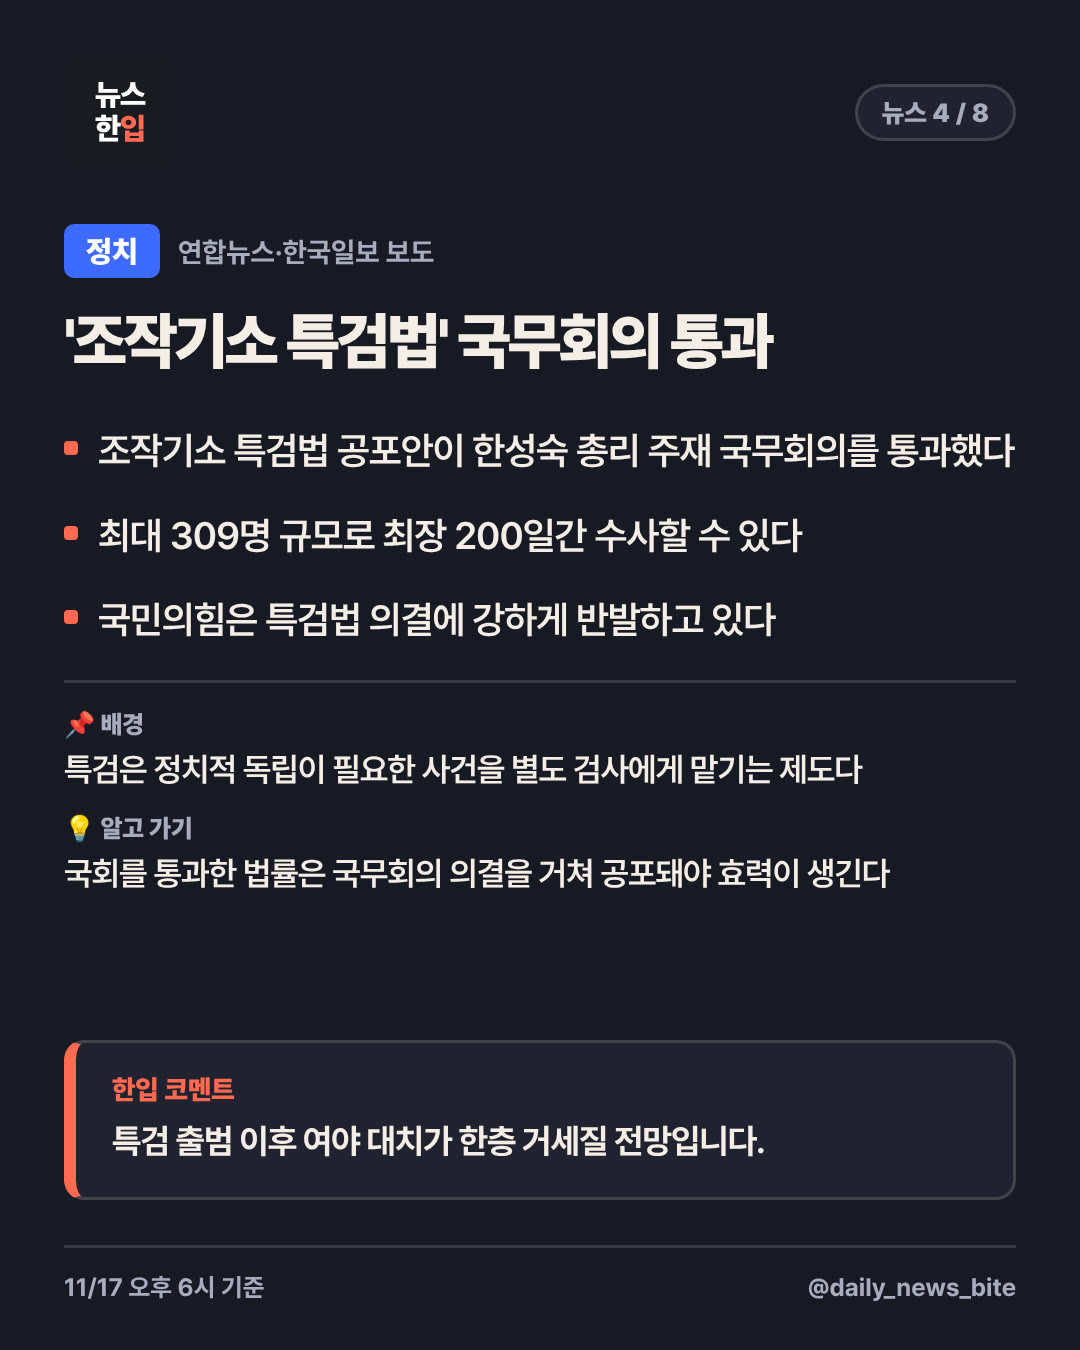 뉴스
한입
뉴스 4 / 8
정치 연합뉴스·한국일보 보도
'조작기소 특검법' 국무회의 통과
조작기소 특검법 공포안이 한성숙 총리 주재 국무회의를 통과했다
최대 309명 규모로 최장 200일간 수사할 수 있다
국민의힘은 특검법 의결에 강하게 반발하고 있다
📌 배경
특검은 정치적 독립이 필요한 사건을 별도 검사에게 맡기는 제도다
💡 알고 가기
국회를 통과한 법률은 국무회의 의결을 거쳐 공포돼야 효력이 생긴다
한입 코멘트
특검 출범 이후 여야 대치가 한층 거세질 전망입니다.
11/17 오후 6시 기준
@daily_news_bite